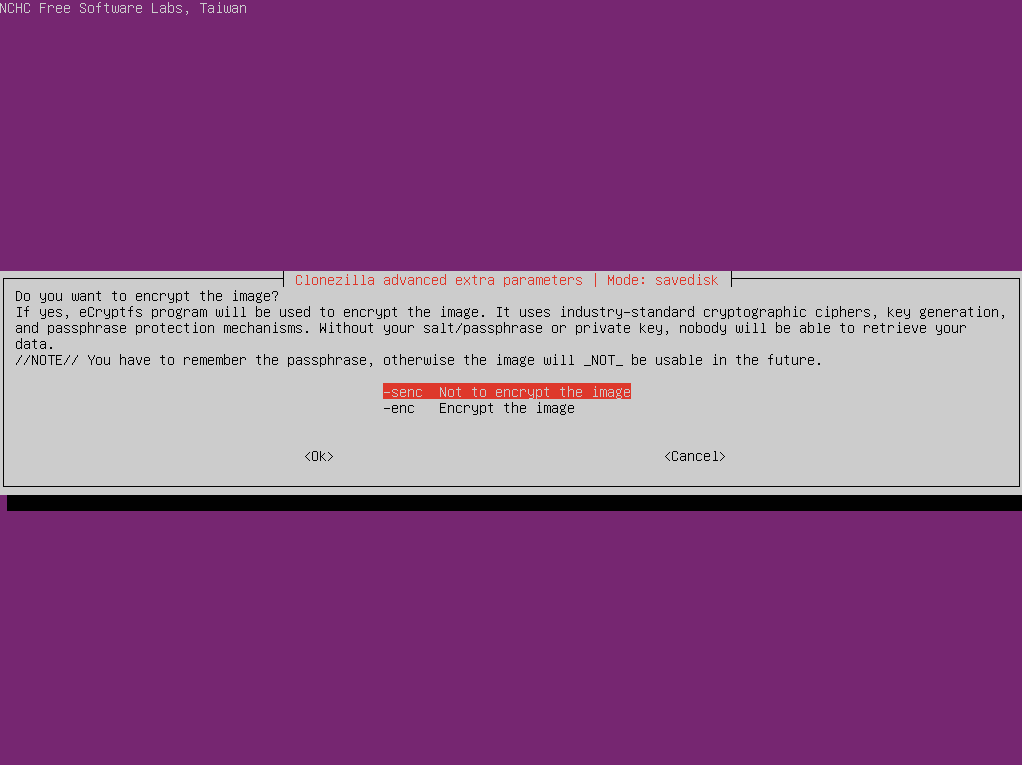 NCHC Free Software Labs, Taiwan
Clonezilla advanced extra parameters | Mode: savedisk
Do you want to encrypt the image?
If yes, eCryptfs program will be used to encrypt the image. It uses industry-standard cryptographic ciphers, key generation,
and passphrase protection mechanisms. Without your salt/passphrase or private key, nobody will be able to retrieve your
data.
//NOTE// You have to remember the passphrase, otherwise the image will _NOT_ be usable in the future.
-senc Not to encrypt the image
-enc Encrypt the image
<Ok> <Cancel>